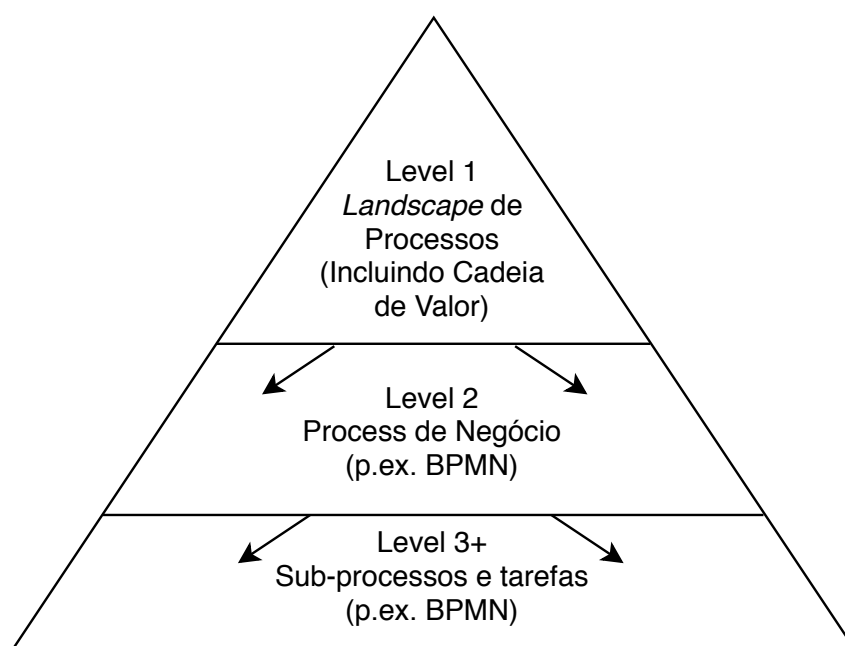 Level 1
Landscape de
Processos
(Incluindo Cadeia
de Valor)
Level 2
Process de Negócio
(p.ex. BPMN)
Level 3+
Sub-processos e tarefas
(p.ex. BPMN)